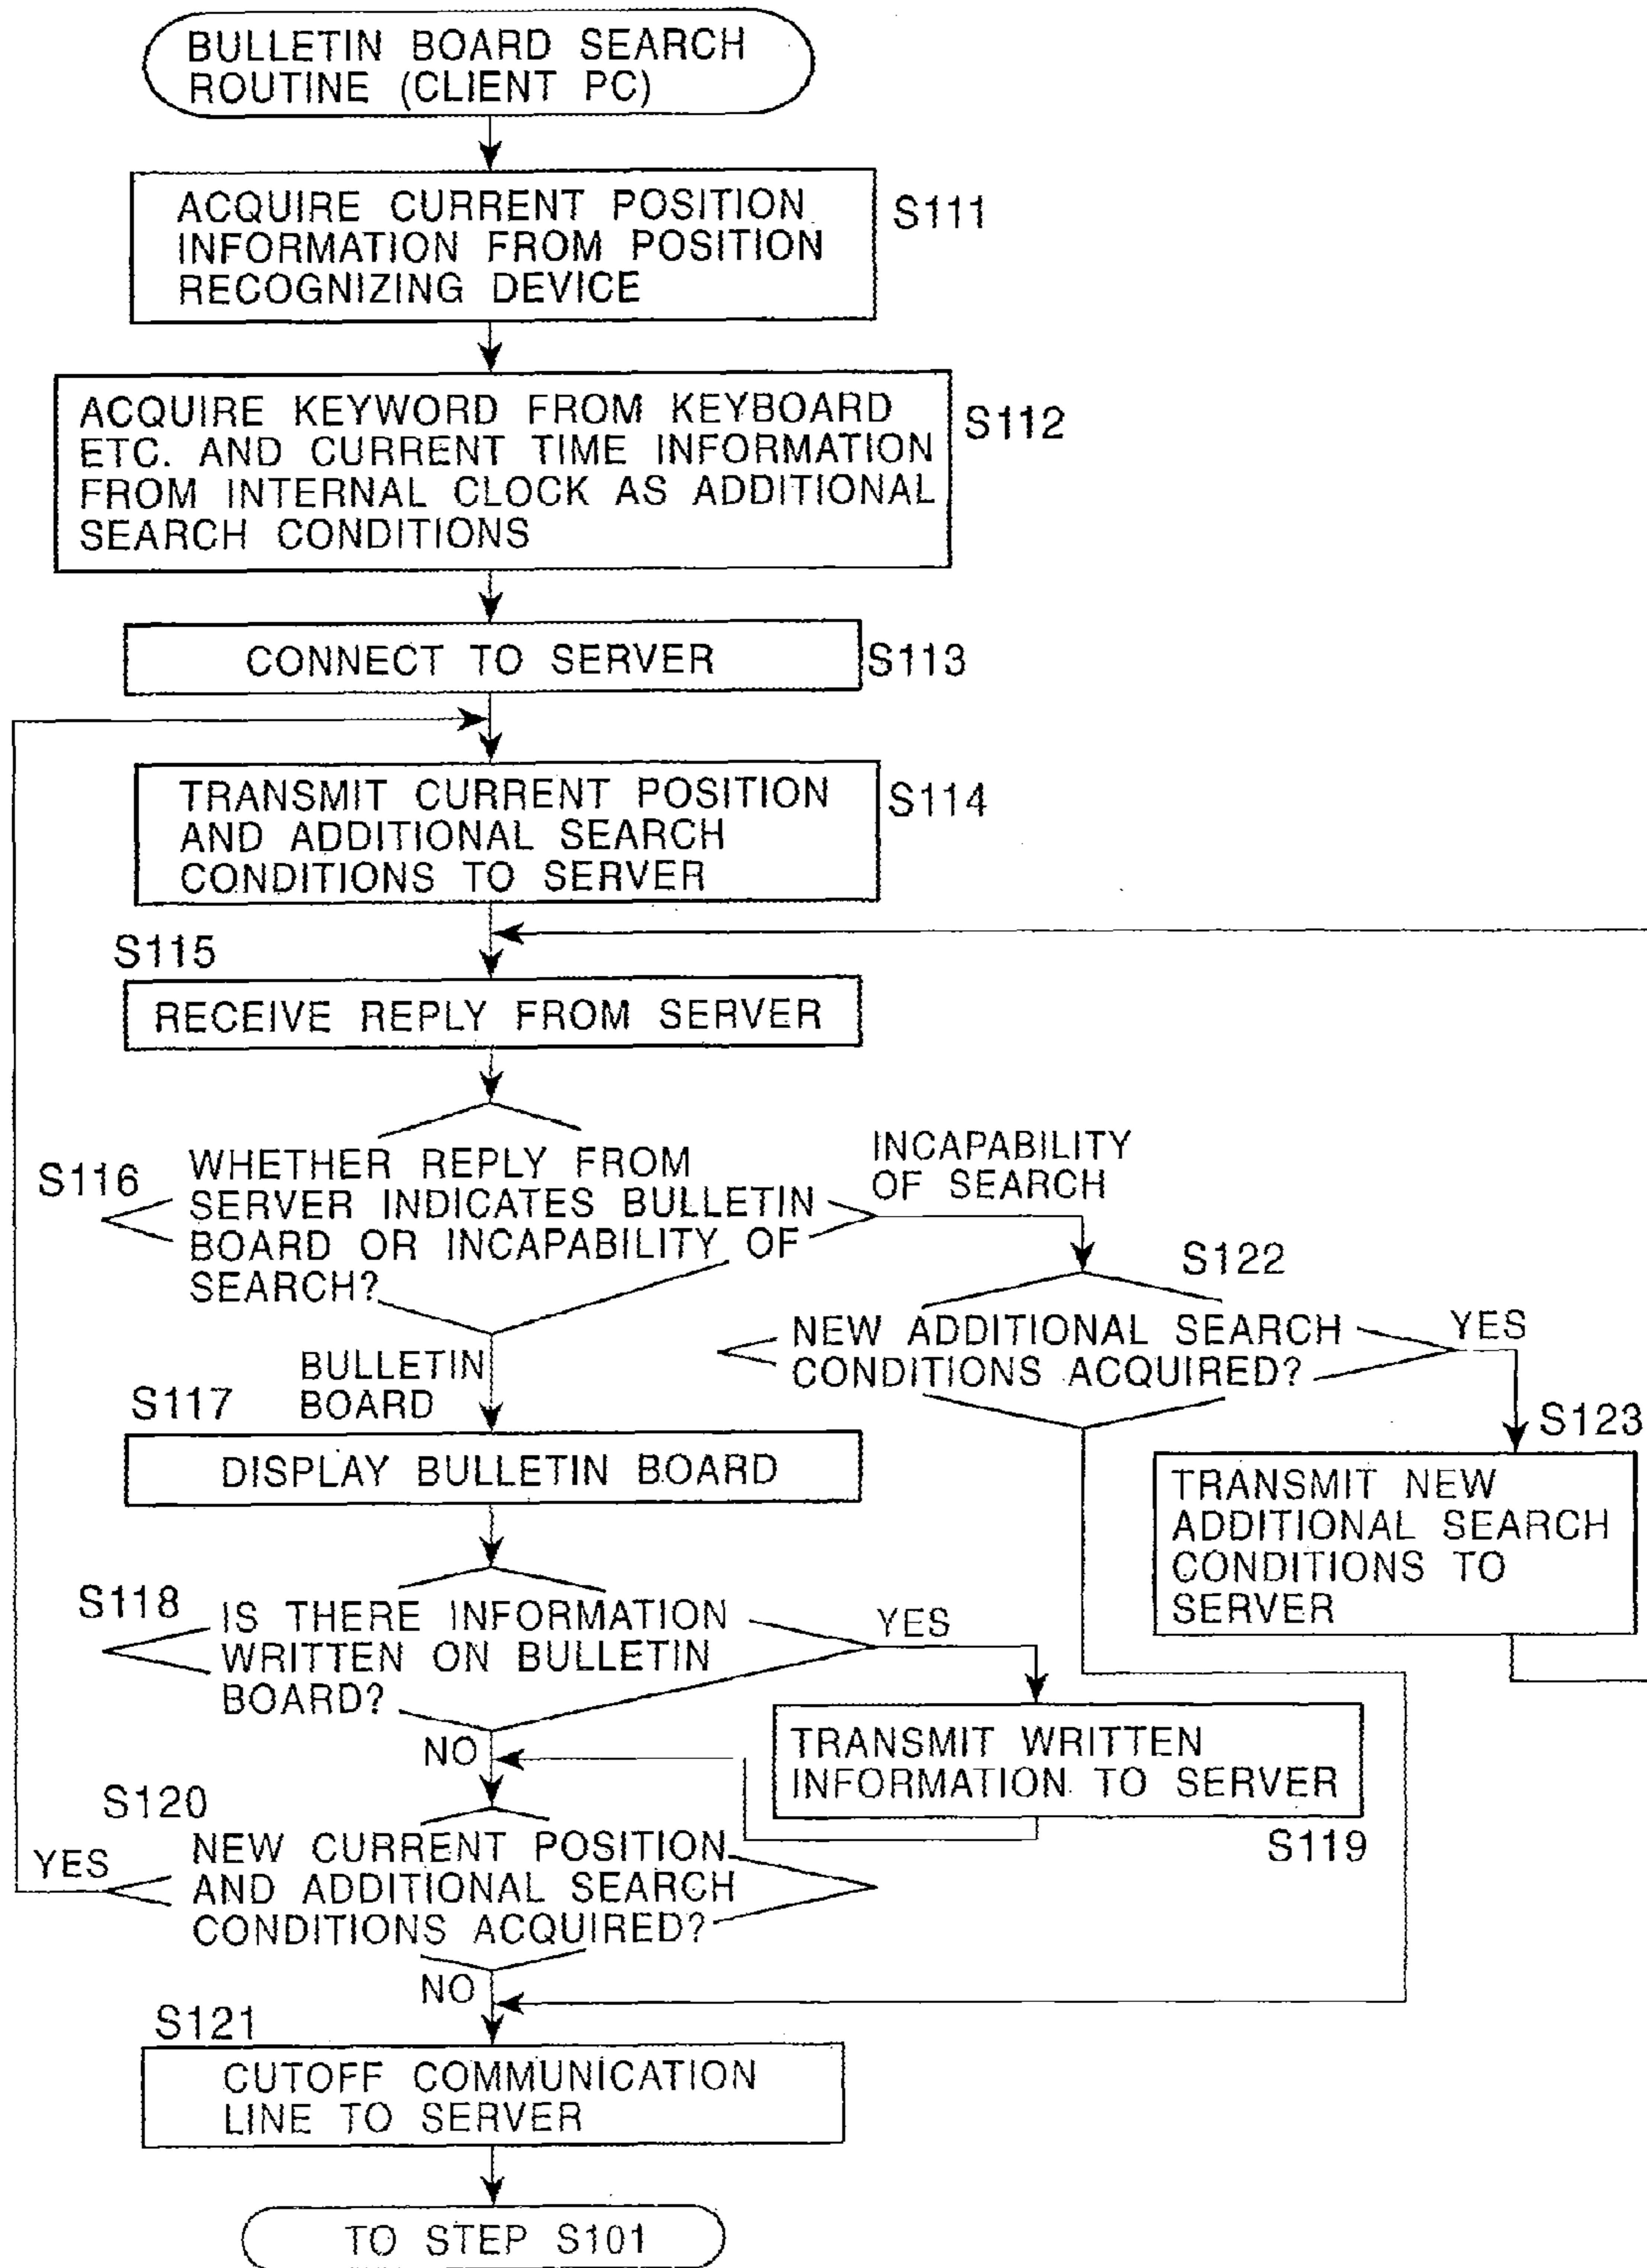 BULLETIN BOARD SEARCH
ROUTINE (CLIENT PC)
ACQUIRE CURRENT POSITION
INFORMATION FROM POSITION
RECOGNIZING DEVICE
S111
ACQUIRE KEYWORD FROM KEYBOARD
ETC. AND CURRENT TIME INFORMATION
FROM INTERNAL CLOCK AS ADDITIONAL
SEARCH CONDITIONS
S112
CONNECT TO SERVER
S113
TRANSMIT CURRENT POSITION
AND ADDITIONAL SEARCH
CONDITIONS TO SERVER
S114
S115
RECEIVE REPLY FROM SERVER
S116
WHETHER REPLY FROM
SERVER INDICATES BULLETIN
BOARD OR INCAPABILITY OF
SEARCH?
INCAPABILITY
OF SEARCH
S122
NEW ADDITIONAL SEARCH
CONDITIONS ACQUIRED?
YES
BULLETIN
BOARD
S117
DISPLAY BULLETIN BOARD
S123
TRANSMIT NEW
ADDITIONAL SEARCH
CONDITIONS TO
SERVER
S118
IS THERE INFORMATION
WRITTEN ON BULLETIN
BOARD?
YES
NO
TRANSMIT WRITTEN
INFORMATION TO SERVER
S119
S120
NEW CURRENT POSITION
AND ADDITIONAL SEARCH
CONDITIONS ACQUIRED?
YES
NO
S121
CUTOFF COMMUNICATION
LINE TO SERVER
TO STEP S101